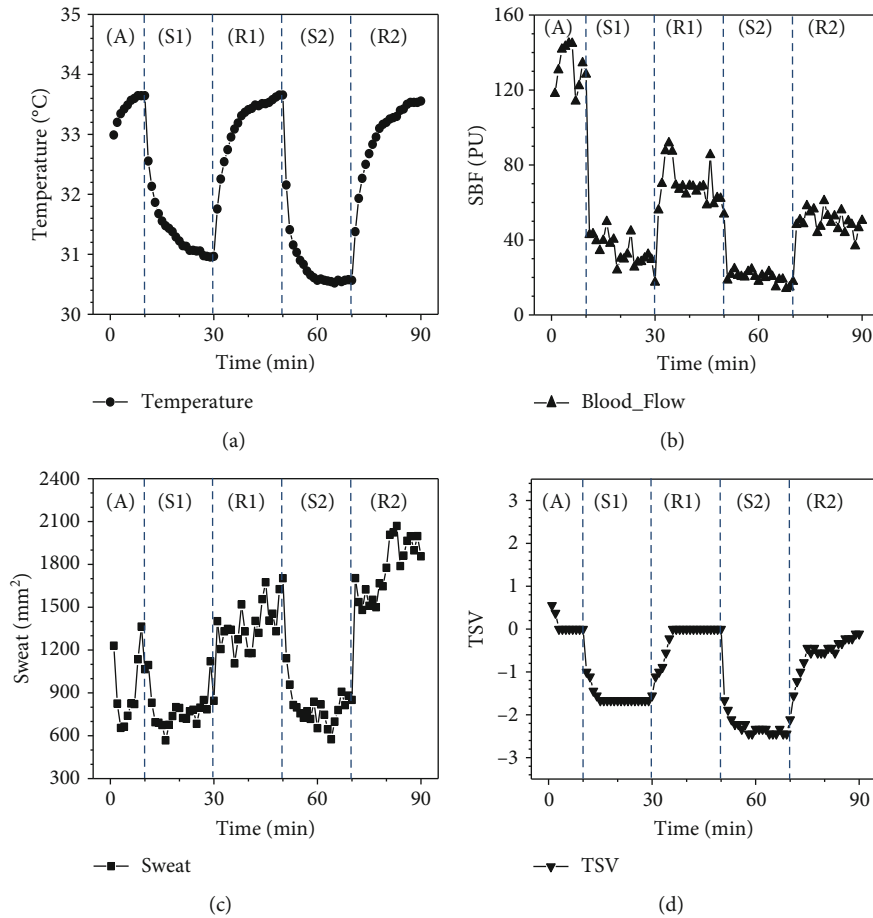 35
(A) (S1) (R1) (S2) (R2)
34
33
32
31
30
Temperature (°C)
0 30 60 90
Time (min)
Temperature
(a)
160
(A) (S1) (R1) (S2) (R2)
120
80
40
0
SBF (PU)
0 30 60 90
Time (min)
Blood_Flow
(b)
2400
(A) (S1) (R1) (S2) (R2)
2100
1800
1500
1200
900
600
300
Sweat (mm²)
0 30 60 90
Time (min)
Sweat
(c)
(A) (S1) (R1) (S2) (R2)
3
2
1
0
−1
−2
−3
TSV
0 30 60 90
Time (min)
TSV
(d)